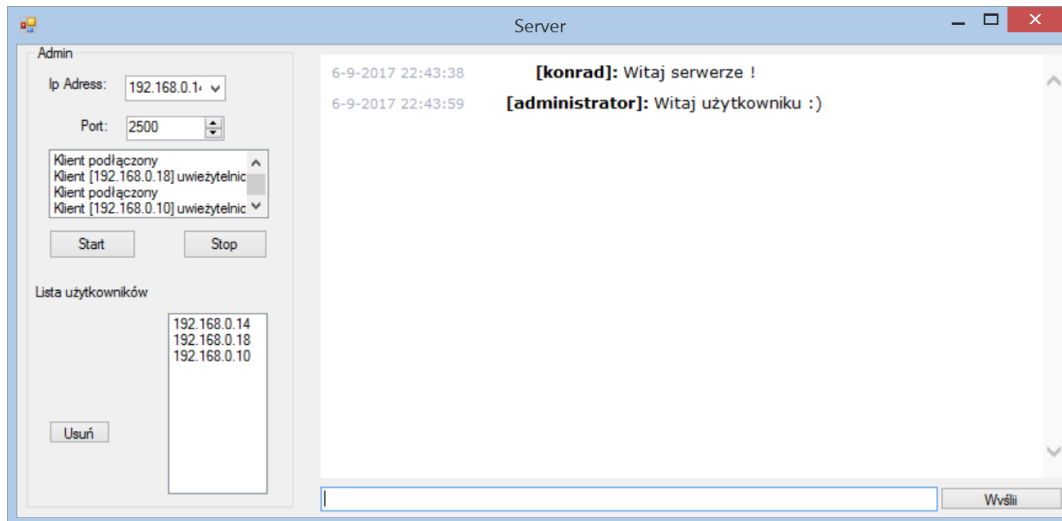 Server
Admin
Ip Adress: 192.168.0.14
Port: 2500
Klient podłączony
Klient [192.168.0.18] uwieżytelnic
Klient podłączony
Klient [192.168.0.10] uwieżytelnic
Start Stop
Lista użytkowników
192.168.0.14
192.168.0.18
192.168.0.10
Usuń
6-9-2017 22:43:38 [konrad]: Witaj serwerze !
6-9-2017 22:43:59 [administrator]: Witaj użytkowniku :)
Wyślij